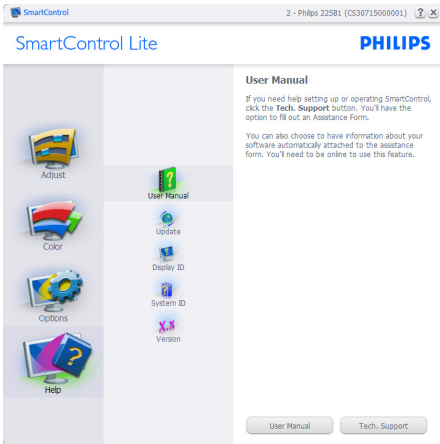 SmartControl
2 - Philips 225B1 (CS30715000001)
SmartControl Lite
PHILIPS
User Manual
If you need help setting up or operating SmartControl,
click the Tech. Support button. You'll have the
option to fill out an Assistance Form.
You can also choose to have information about your
software automatically attached to the assistance
form. You'll need to be online to use this feature.
Adjust
Color
Options
Help
User Manual
Update
Display ID
System ID
X.X
Version
User Manual
Tech. Support